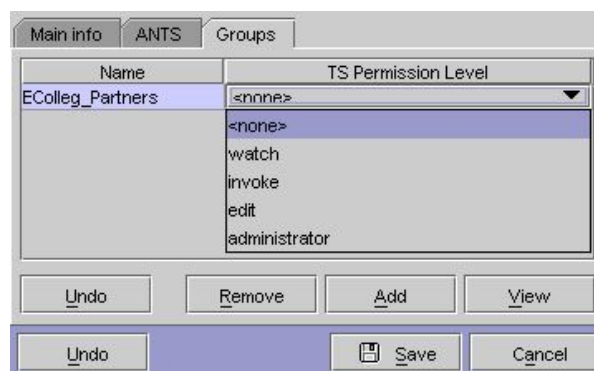 Main info ANTS Groups
Name TS Permission Level
EColleg_Partners <none>
<none>
watch
invoke
edit
administrator
Undo Remove Add View
Undo Save Cancel